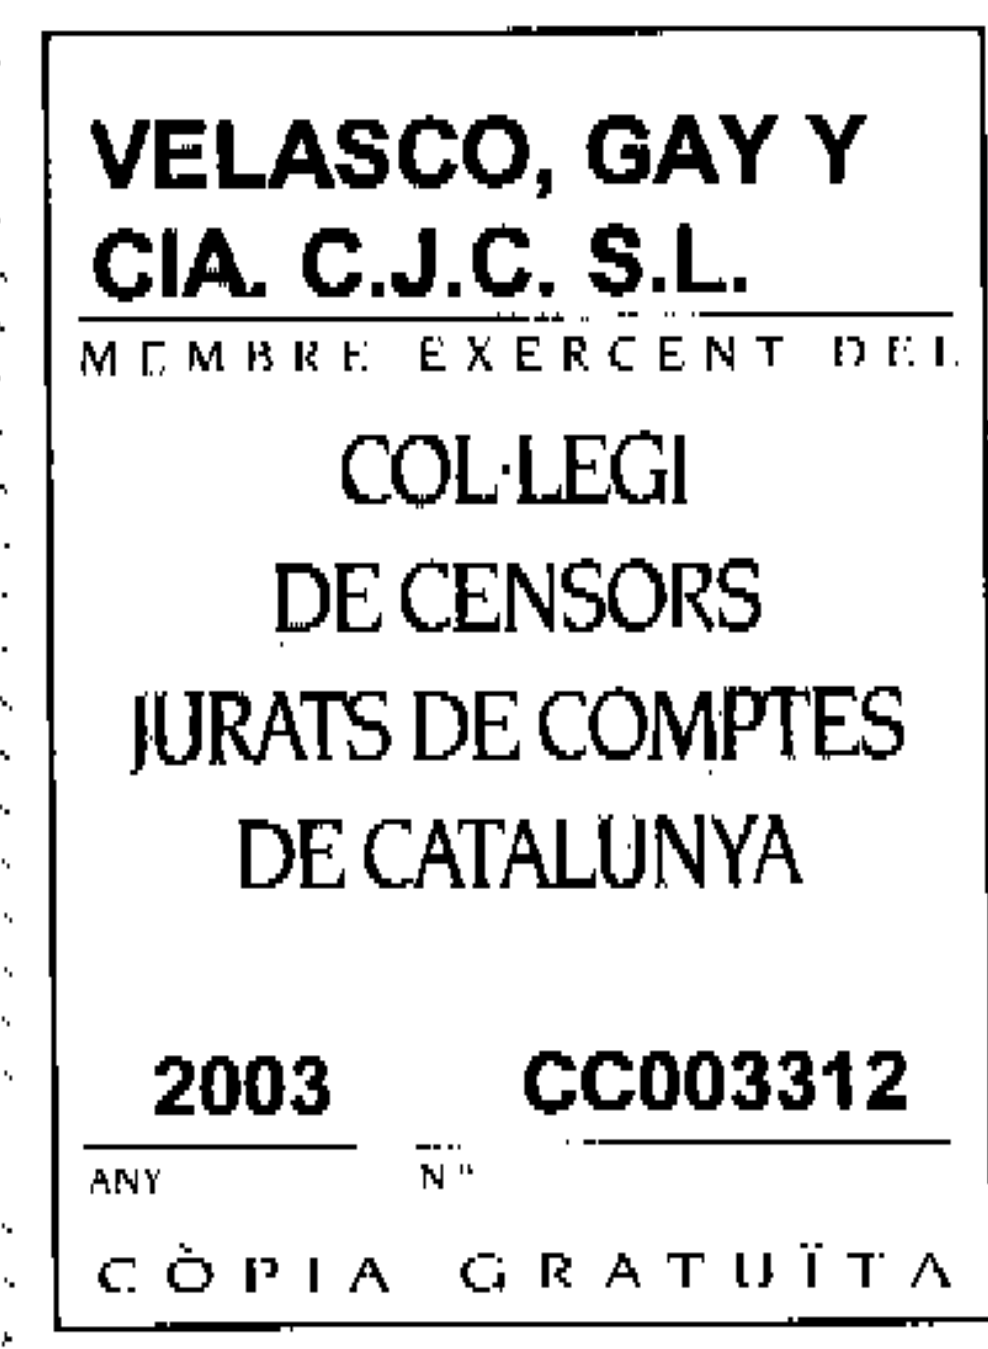 VELASCO, GAY Y
CIA. C.J.C. S.L.
MEMBRE EXERCENT DEL
COL·LEGI
DE CENSORS
JURATS DE COMPTES
DE CATALUNYA
2003 CC003312
ANY Nº
CÒPIA GRATUÏTA